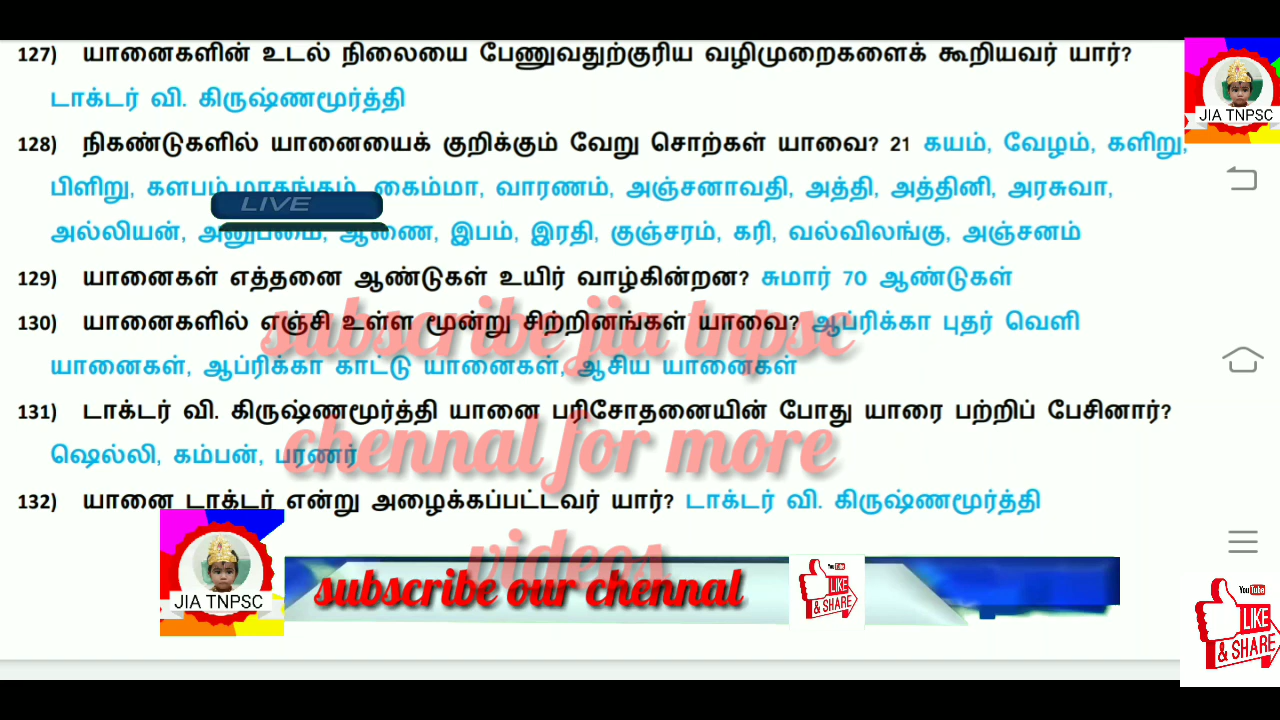 127) யானைகளின் உடல் நிலையை பேணுவதுற்குரிய வழிமுறைகளைக் கூறியவர் யார்?
டாக்டர் வி. கிருஷ்ணமூர்த்தி
128) நிகண்டுகளில் யானையைக் குறிக்கும் வேறு சொற்கள் யாவை? 21 கயம், வேழம், களிறு,
பிளிறு, களபம் மாதங்கம், கைம்மா, வாரணம், அஞ்சனாவதி, அத்தி, அத்தினி, அரசுவா,
அல்லியன், அனுபமை, ஆணை, இபம், இரதி, குஞ்சரம், கரி, வல்விலங்கு, அஞ்சனம்
129) யானைகள் எத்தனை ஆண்டுகள் உயிர் வாழ்கின்றன? சுமார் 70 ஆண்டுகள்
130) யானைகளில் எஞ்சி உள்ள மூன்று சிற்றினங்கள் யாவை? ஆப்ரிக்கா புதர் வெளி
யானைகள், ஆப்ரிக்கா காட்டு யானைகள், ஆசிய யானைகள்
131) டாக்டர் வி. கிருஷ்ணமூர்த்தி யானை பரிசோதனையின் போது யாரை பற்றிப் பேசினார்?
ஷெல்லி, கம்பன், பரணர்
132) யானை டாக்டர் என்று அழைக்கப்பட்டவர் யார்? டாக்டர் வி. கிருஷ்ணமூர்த்தி
LIVE
subscribe jia tnpsc
chennal for more
videos
JIA TNPSC
JIA TNPSC
subscribe our chennal
YouTube
LIKE
& SHARE
YouTube
LIKE
& SHARE